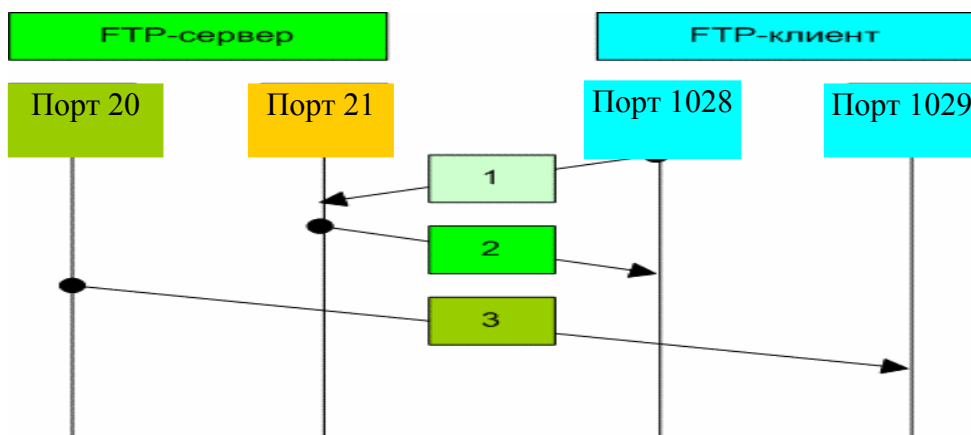 FTP-сервер
FTP-клиент
Порт 20
Порт 21
Порт 1028
Порт 1029
1
2
3